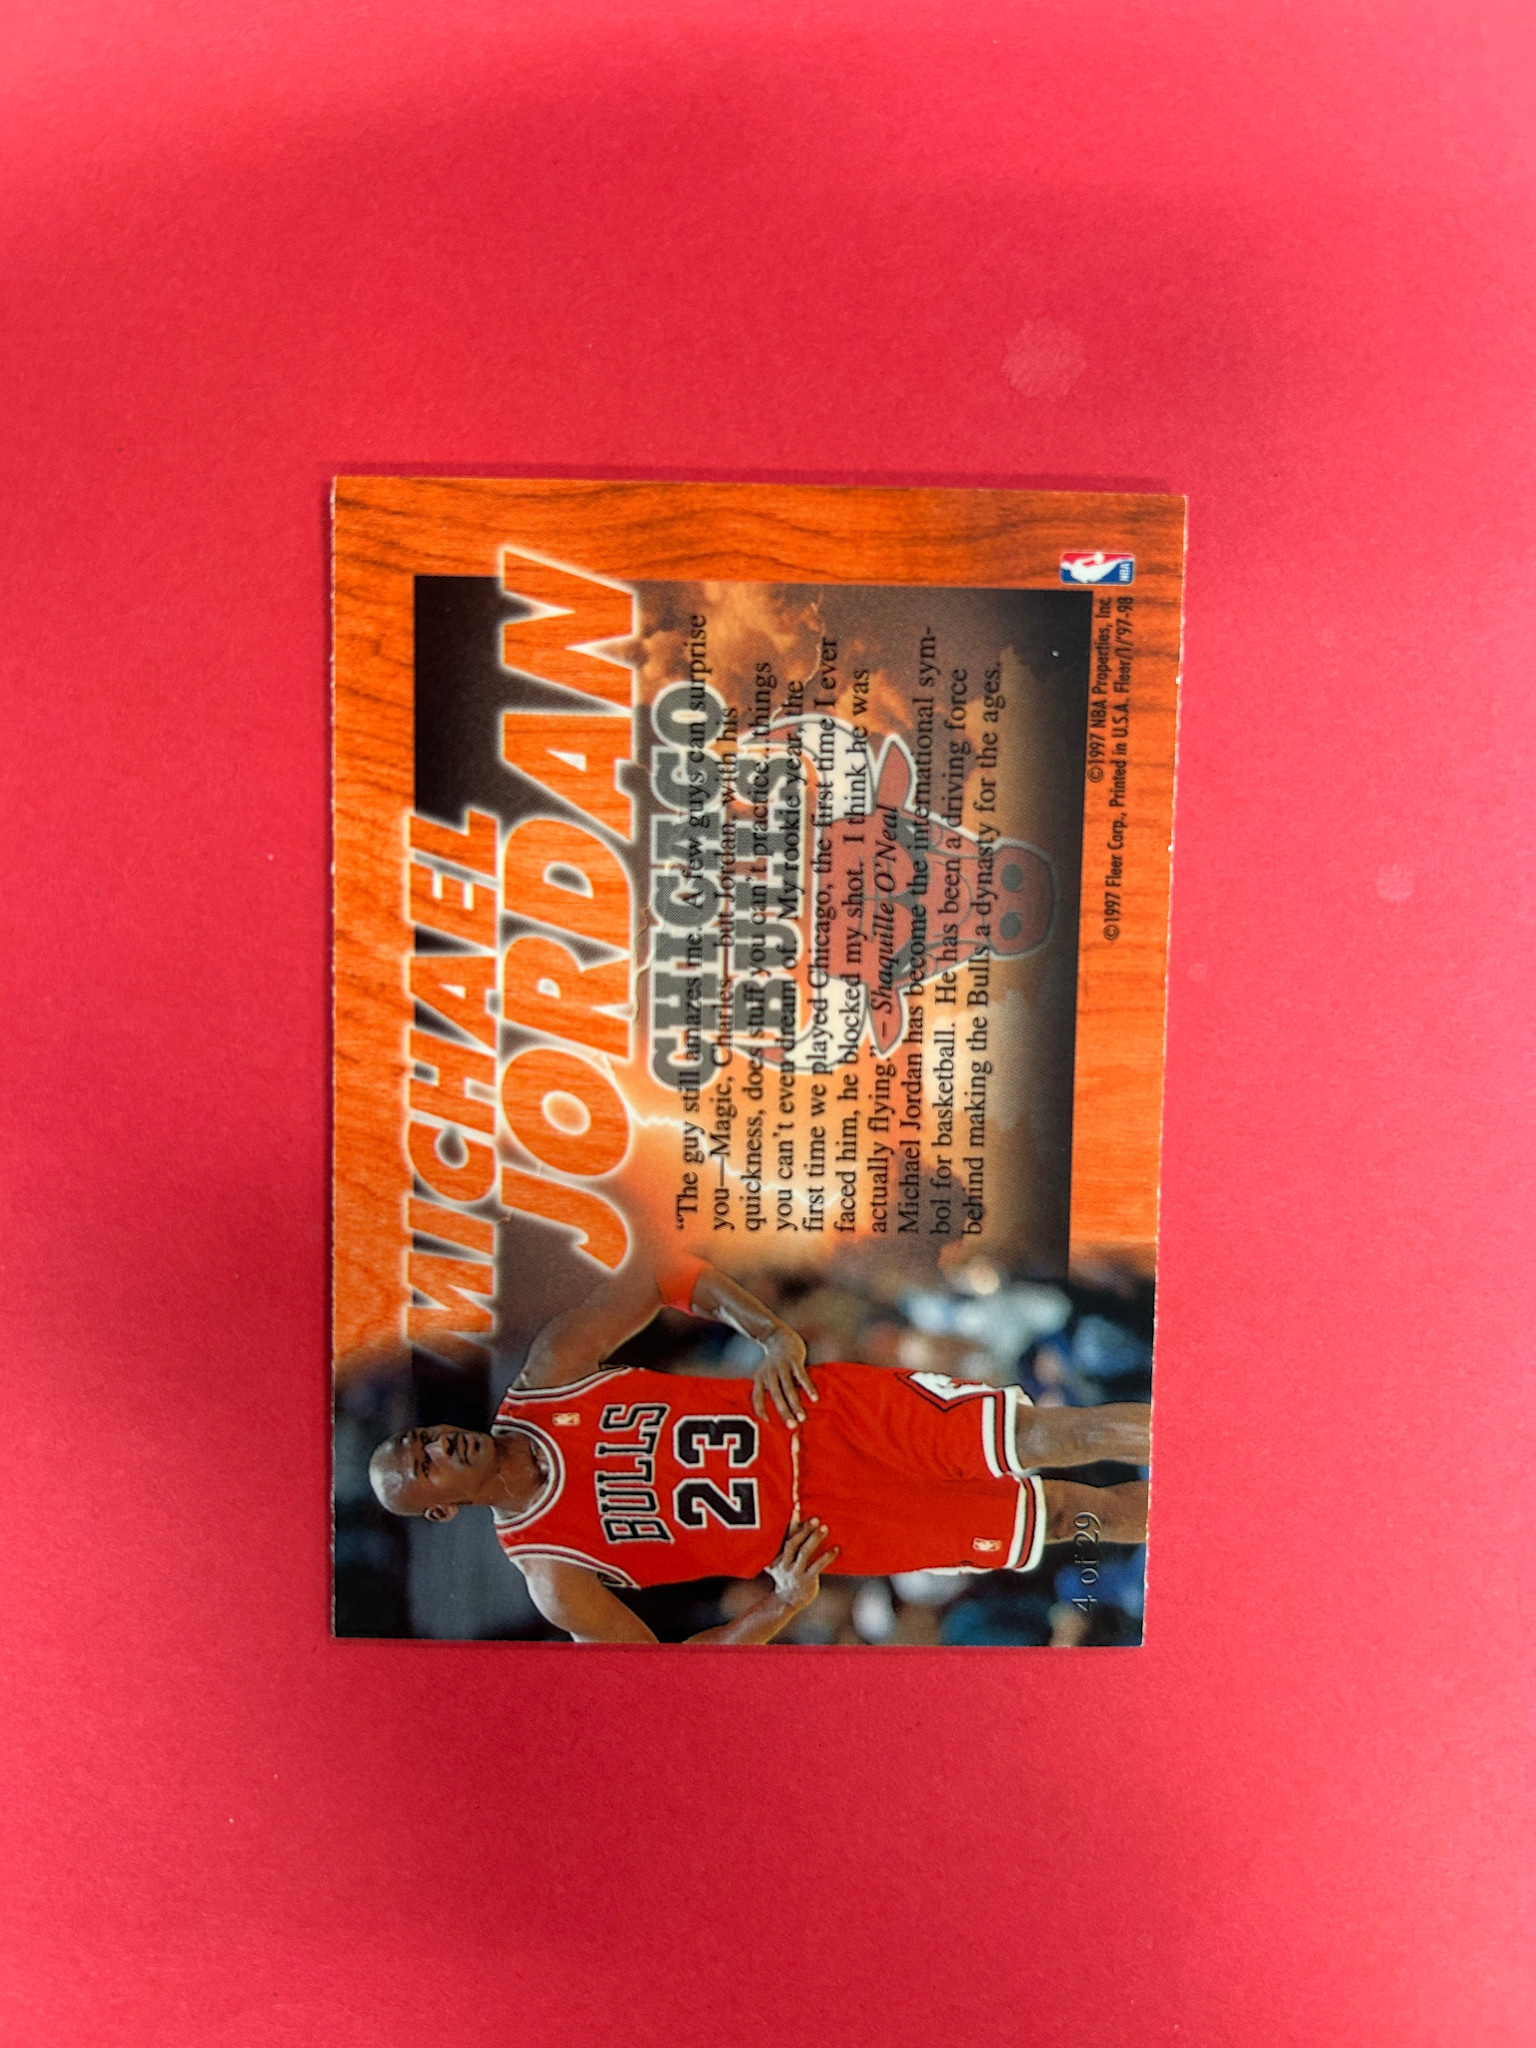 MICHAEL
JORDAN
CHICAGO
BULLS
"The guy still amazes me. A few guys can surprise
you—Magic, Charles—but Jordan, with his
quickness, does stuff you can't practice...things
you can't even dream of. My rookie year, the
first time we played Chicago, the first time I ever
faced him, he blocked my shot. I think he was
actually flying." – Shaquille O'Neal
Michael Jordan has become the international sym-
bol for basketball. He has been a driving force
behind making the Bulls a dynasty for the ages.
BULLS
23
4 of 29
©1997 NBA Properties, Inc.
©1997 Fleer Corp., Printed in U.S.A. Fleer/1/'97-98
NBA